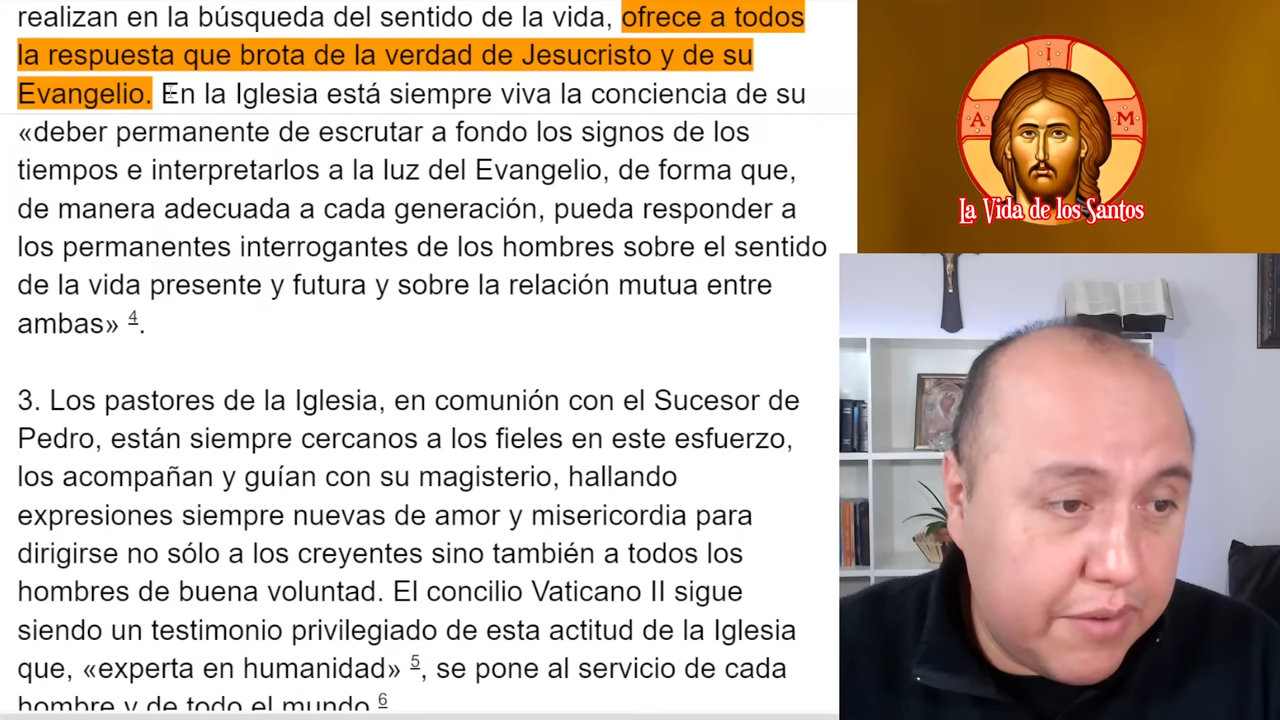 realizan en la búsqueda del sentido de la vida, ofrece a todos
la respuesta que brota de la verdad de Jesucristo y de su
Evangelio. En la Iglesia está siempre viva la conciencia de su
«deber permanente de escrutar a fondo los signos de los
tiempos e interpretarlos a la luz del Evangelio, de forma que,
de manera adecuada a cada generación, pueda responder a
los permanentes interrogantes de los hombres sobre el sentido
de la vida presente y futura y sobre la relación mutua entre
ambas» 4.
3. Los pastores de la Iglesia, en comunión con el Sucesor de
Pedro, están siempre cercanos a los fieles en este esfuerzo,
los acompañan y guían con su magisterio, hallando
expresiones siempre nuevas de amor y misericordia para
dirigirse no sólo a los creyentes sino también a todos los
hombres de buena voluntad. El concilio Vaticano II sigue
siendo un testimonio privilegiado de esta actitud de la Iglesia
que, «experta en humanidad» 5, se pone al servicio de cada
hombre y de todo el mundo 6
I
A M
La Vida de los Santos